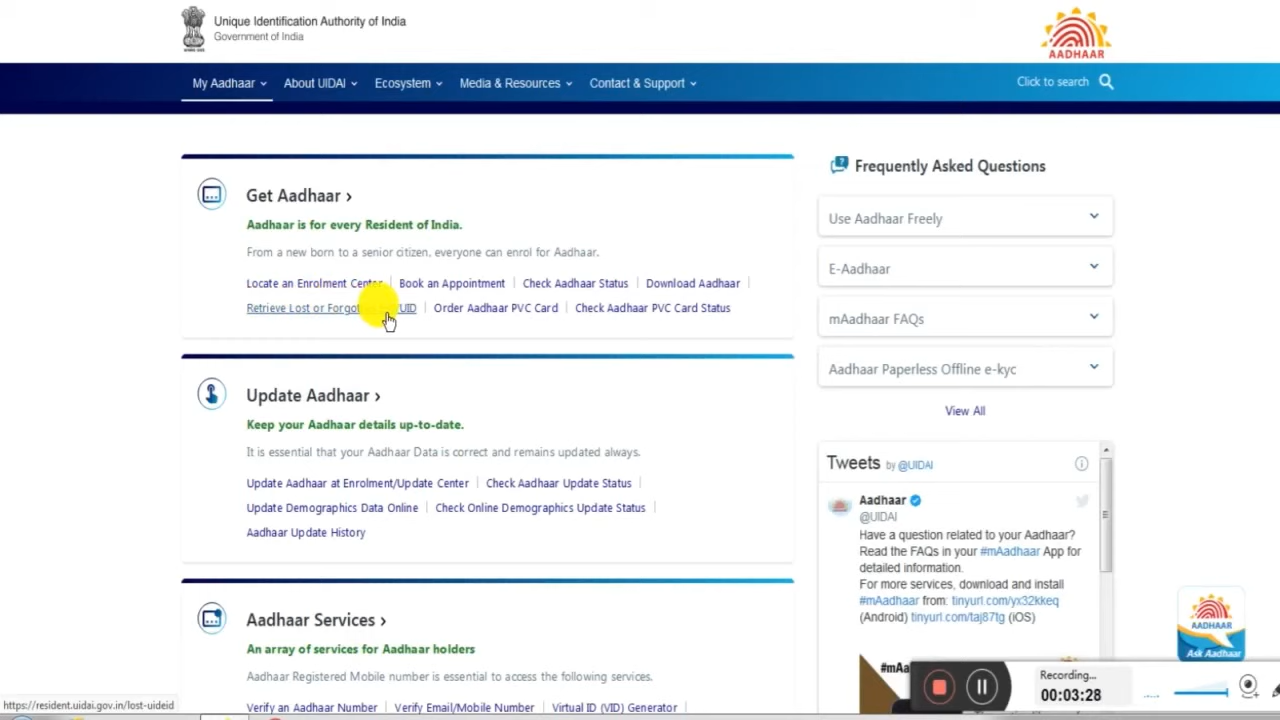 Unique Identification Authority of India
Government of India
AADHAAR
My Aadhaar About UIDAI Ecosystem Media & Resources Contact & Support Click to search
Get Aadhaar ›
Aadhaar is for every Resident of India.
From a new born to a senior citizen, everyone can enrol for Aadhaar.
Locate an Enrolment Center Book an Appointment Check Aadhaar Status Download Aadhaar
Retrieve Lost or UID Order Aadhaar PVC Card Check Aadhaar PVC Card Status
Update Aadhaar ›
Keep your Aadhaar details up-to-date.
It is essential that your Aadhaar Data is correct and remains updated always.
Update Aadhaar at Enrolment/Update Center Check Aadhaar Update Status
Update Demographics Data Online Check Online Demographics Update Status
Aadhaar Update History
Aadhaar Services ›
An array of services for Aadhaar holders
Aadhaar Registered Mobile number is essential to access the following services.
Verify an Aadhaar Number Verify Email/Mobile Number Virtual ID (VID) Generator
Frequently Asked Questions
Use Aadhaar Freely
E-Aadhaar
mAadhaar FAQs
Aadhaar Paperless Offline e-kyc
View All
Tweets by @UIDAI
Aadhaar
@UIDAI
Have a question related to your Aadhaar?
Read the FAQs in your #mAadhaar App for
detailed information.
For more services, download and install
#mAadhaar from: tinyurl.com/yx32kkeq
(Android) tinyurl.com/taj87tg (iOS)
AADHAAR
Ask Aadhaar
Recording...
00:03:28
https://resident.uidai.gov.in/lost-uideid